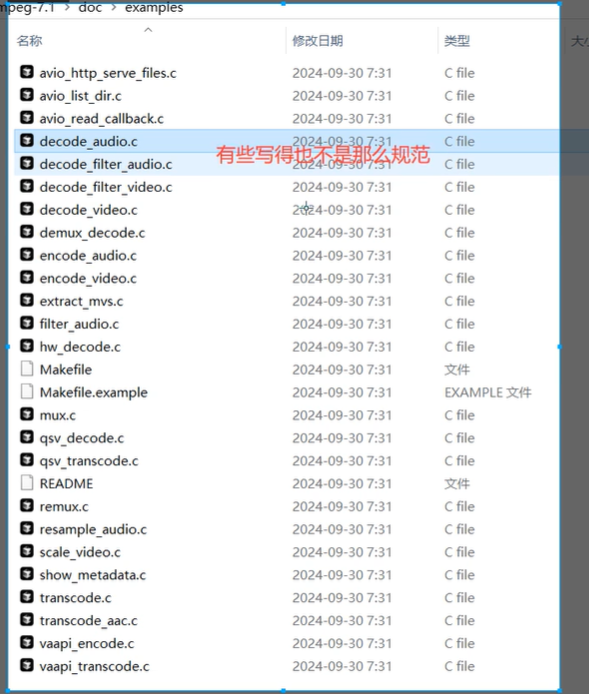 mpeg-7.1 > doc > examples
名称 修改日期 类型 大小
avio_http_serve_files.c 2024-09-30 7:31 C file
avio_list_dir.c 2024-09-30 7:31 C file
avio_read_callback.c 2024-09-30 7:31 C file
decode_audio.c 2024-09-30 7:31 C file
有些写得也不是那么规范
decode_filter_audio.c 2024-09-30 7:31 C file
decode_filter_video.c 2024-09-30 7:31 C file
decode_video.c 2024-09-30 7:31 C file
demux_decode.c 2024-09-30 7:31 C file
encode_audio.c 2024-09-30 7:31 C file
encode_video.c 2024-09-30 7:31 C file
extract_mvs.c 2024-09-30 7:31 C file
filter_audio.c 2024-09-30 7:31 C file
hw_decode.c 2024-09-30 7:31 C file
Makefile 2024-09-30 7:31 文件
Makefile.example 2024-09-30 7:31 EXAMPLE 文件
mux.c 2024-09-30 7:31 C file
qsv_decode.c 2024-09-30 7:31 C file
qsv_transcode.c 2024-09-30 7:31 C file
README 2024-09-30 7:31 文件
remux.c 2024-09-30 7:31 C file
resample_audio.c 2024-09-30 7:31 C file
scale_video.c 2024-09-30 7:31 C file
show_metadata.c 2024-09-30 7:31 C file
transcode.c 2024-09-30 7:31 C file
transcode_aac.c 2024-09-30 7:31 C file
vaapi_encode.c 2024-09-30 7:31 C file
vaapi_transcode.c 2024-09-30 7:31 C file